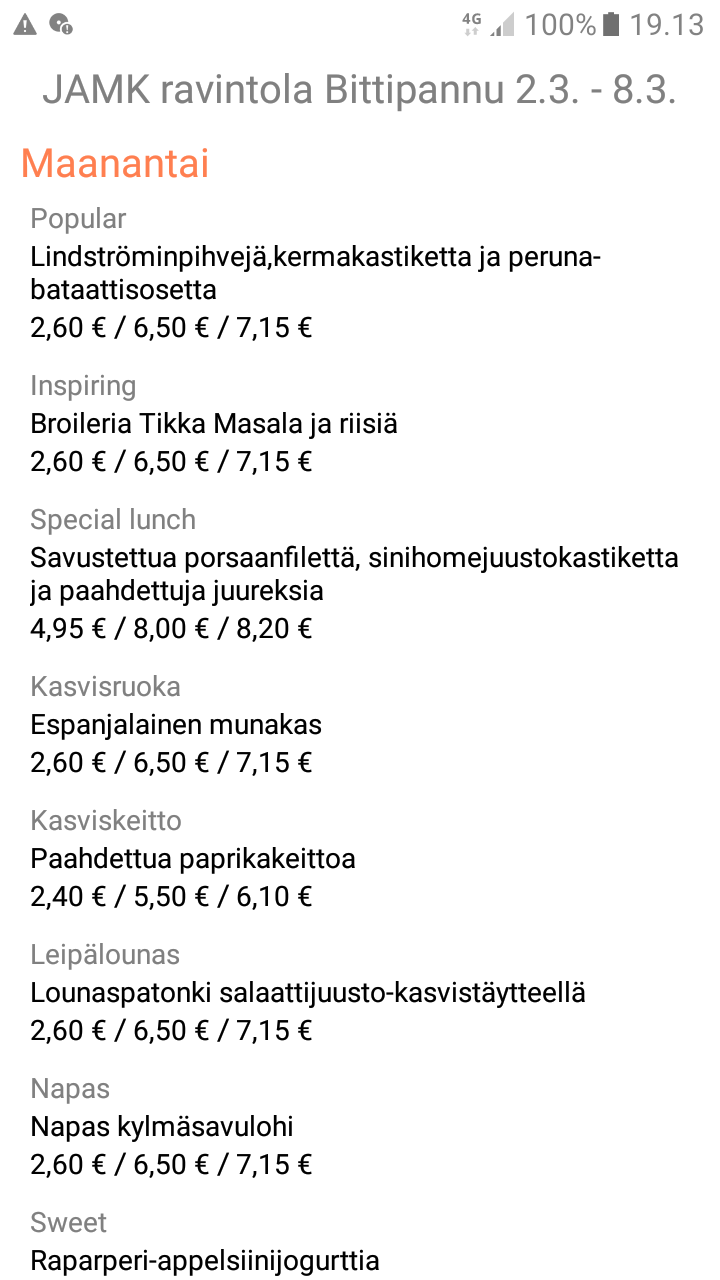 4G 100% 19.13
JAMK ravintola Bittipannu 2.3. - 8.3.
Maanantai
Popular
Lindströminpihvejä,kermakastiketta ja peruna-
bataattisosetta
2,60 € / 6,50 € / 7,15 €
Inspiring
Broileria Tikka Masala ja riisiä
2,60 € / 6,50 € / 7,15 €
Special lunch
Savustettua porsaanfilettä, sinihomejuustokastiketta
ja paahdettuja juureksia
4,95 € / 8,00 € / 8,20 €
Kasvisruoka
Espanjalainen munakas
2,60 € / 6,50 € / 7,15 €
Kasviskeitto
Paahdettua paprikakeittoa
2,40 € / 5,50 € / 6,10 €
Leipälounas
Lounaspatonki salaattijuusto-kasvistäytteellä
2,60 € / 6,50 € / 7,15 €
Napas
Napas kylmäsavulohi
2,60 € / 6,50 € / 7,15 €
Sweet
Raparperi-appelsiinijogurttia